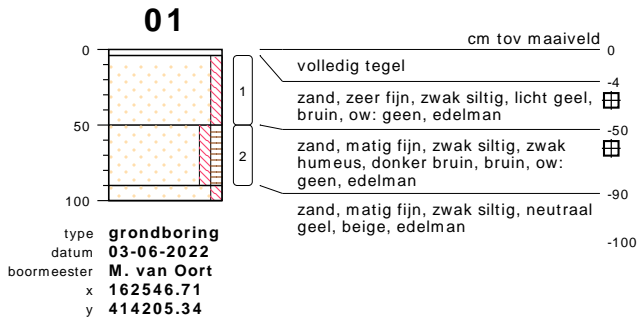 01
cm tov maaiveld
0
0
volledig tegel
-4
zand, zeer fijn, zwak siltig, licht geel,
bruin, ow: geen, edelman
1
50
-50
zand, matig fijn, zwak siltig, zwak
humeus, donker bruin, bruin, ow:
geen, edelman
2
-90
zand, matig fijn, zwak siltig, neutraal
geel, beige, edelman
100
-100
type grondboring
datum 03-06-2022
boormeester M. van Oort
x 162546.71
y 414205.34